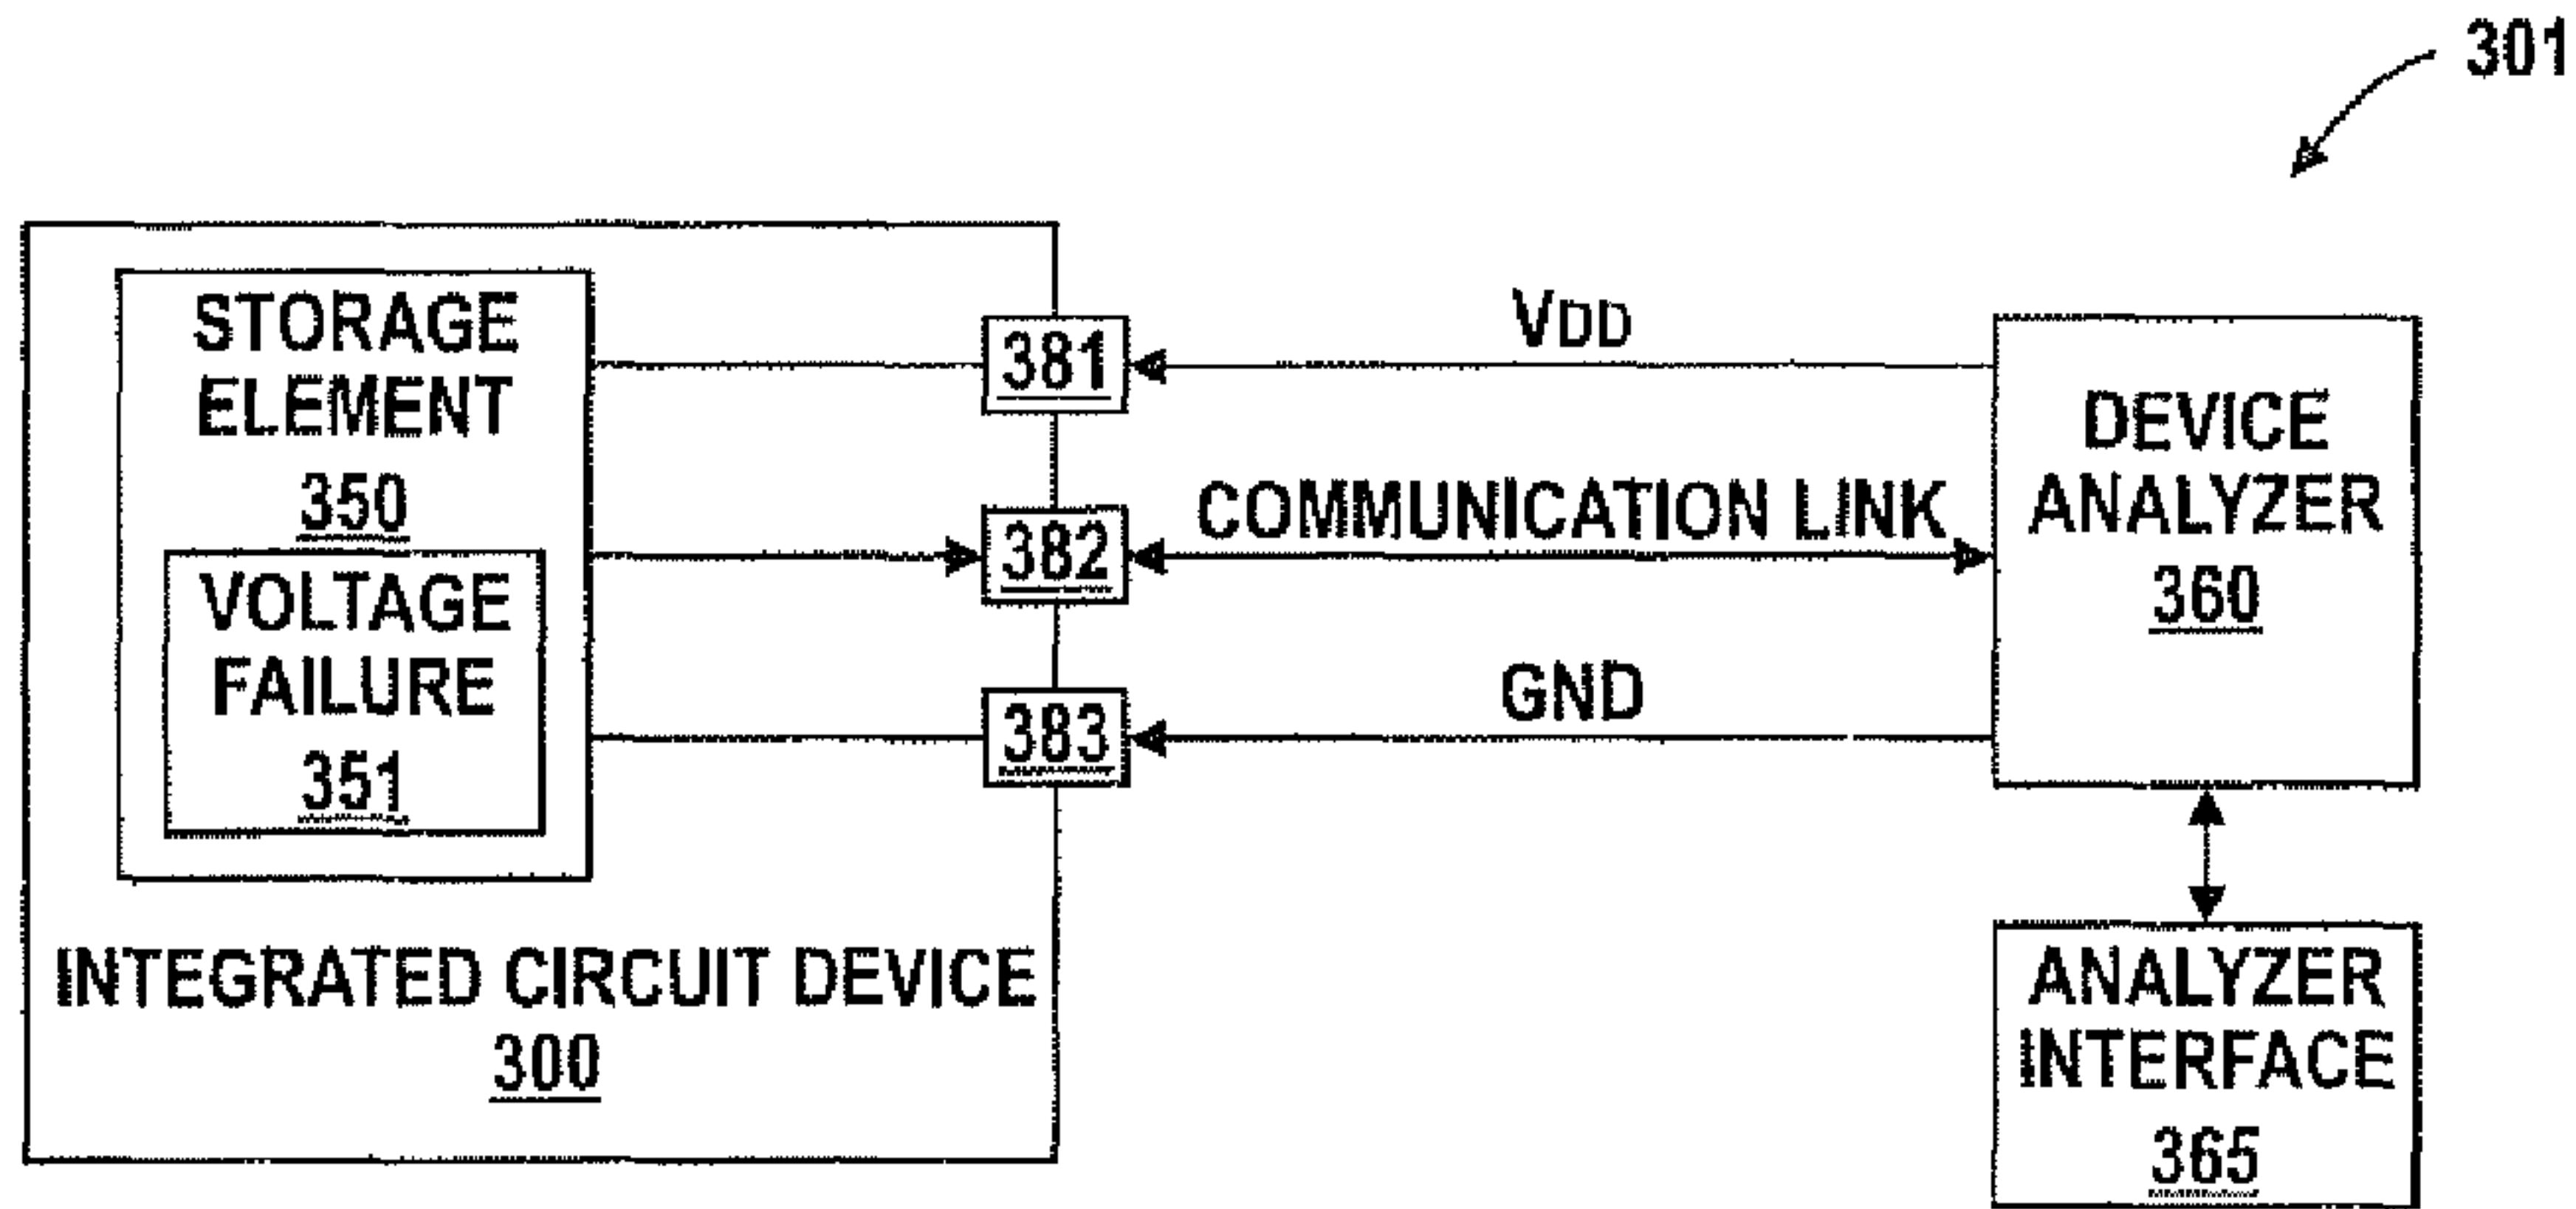 301
STORAGE
ELEMENT
350
VOLTAGE
FAILURE
351
INTEGRATED CIRCUIT DEVICE
300
381
382
383
VDD
COMMUNICATION LINK
GND
DEVICE
ANALYZER
360
ANALYZER
INTERFACE
365